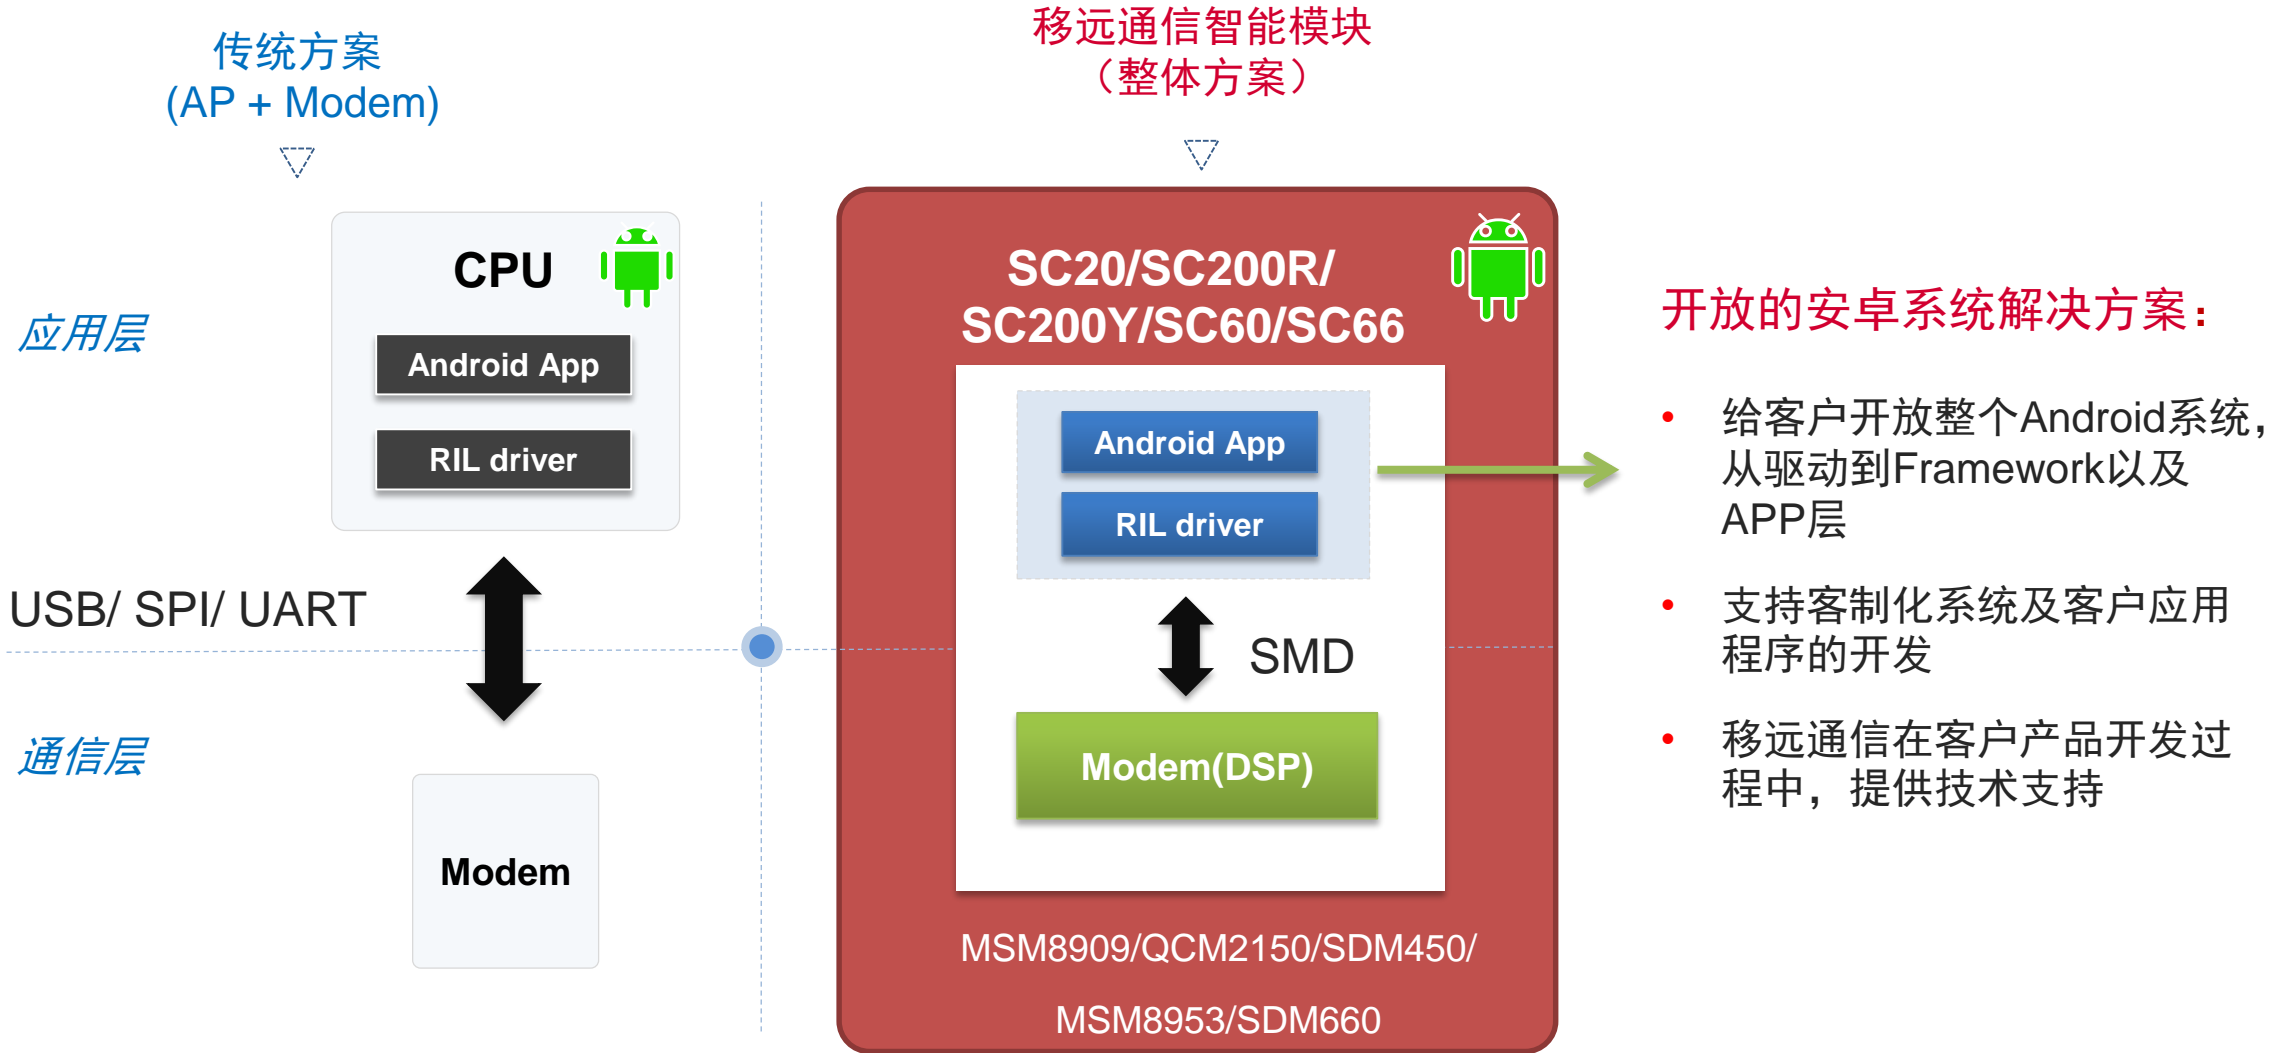 传统方案
(AP + Modem)
移远通信智能模块
（整体方案）
应用层
CPU
Android App
RIL driver
USB/ SPI/ UART
通信层
Modem
SC20/SC200R/
SC200Y/SC60/SC66
Android App
RIL driver
SMD
Modem(DSP)
MSM8909/QCM2150/SDM450/
MSM8953/SDM660
开放的安卓系统解决方案：
• 给客户开放整个Android系统，
从驱动到Framework以及
APP层
• 支持客制化系统及客户应用
程序的开发
• 移远通信在客户产品开发过
程中，提供技术支持